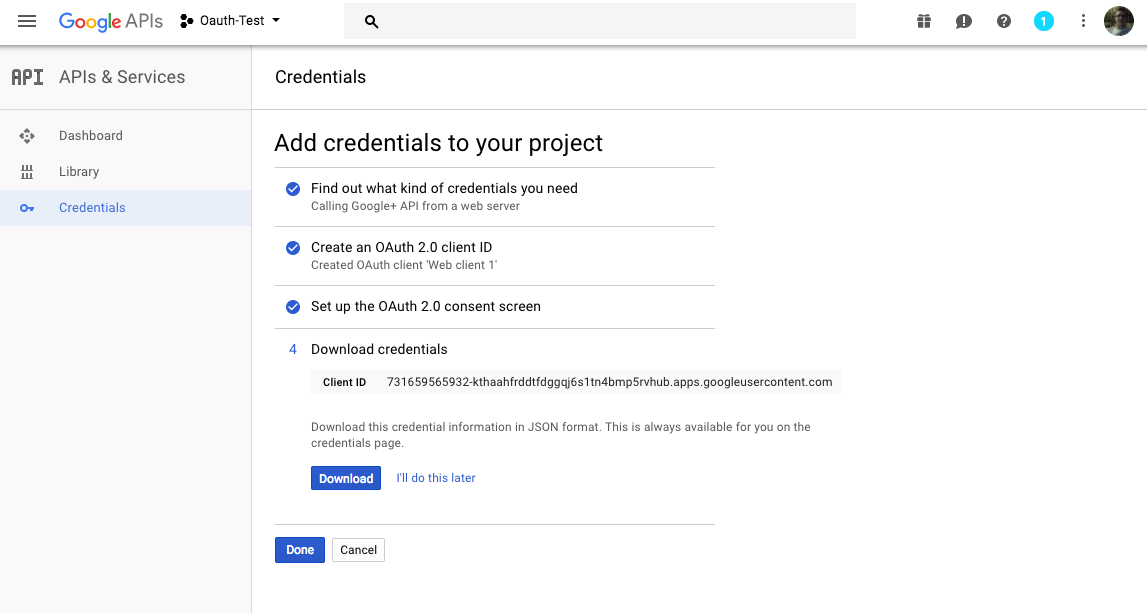 Google APIs
Oauth-Test
1
API APIs & Services
Credentials
Dashboard
Library
Credentials
Add credentials to your project
Find out what kind of credentials you need
Calling Google+ API from a web server
Create an OAuth 2.0 client ID
Created OAuth client 'Web client 1'
Set up the OAuth 2.0 consent screen
4 Download credentials
Client ID 731659565932-kthaahfrddtfdggqj6s1tn4bmp5rvhub.apps.googleusercontent.com
Download this credential information in JSON format. This is always available for you on the
credentials page.
Download I'll do this later
Done Cancel